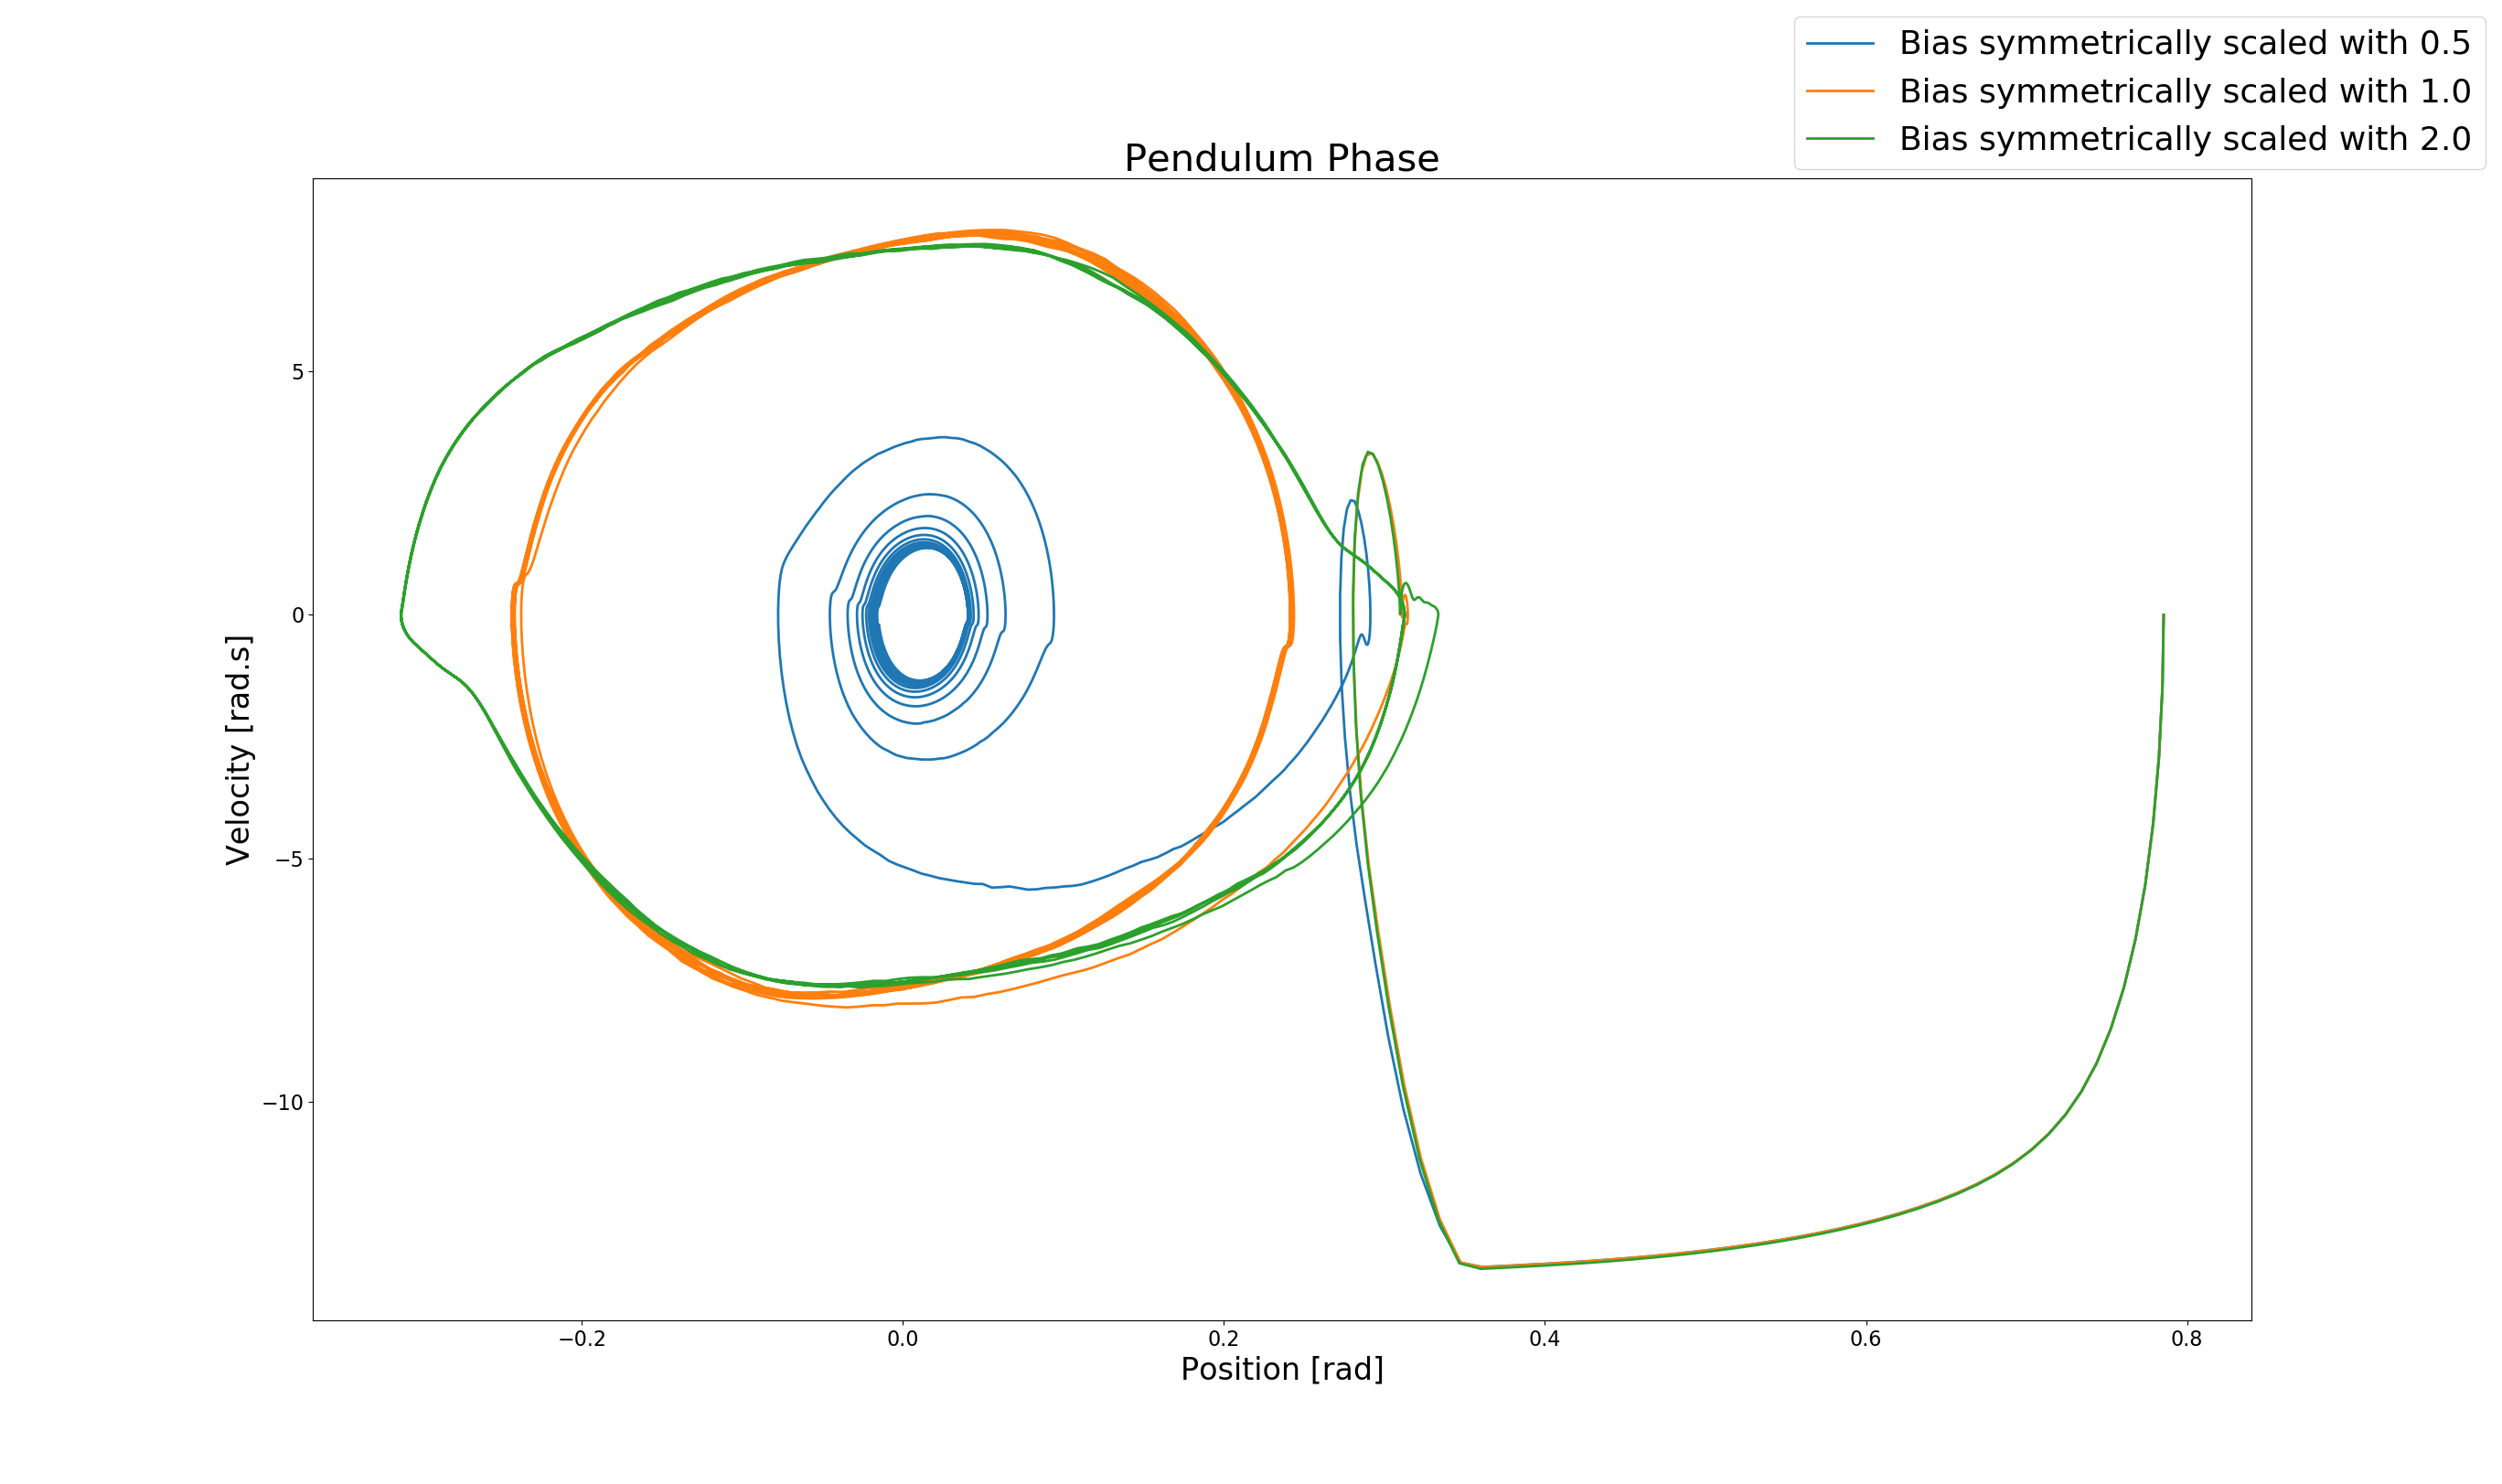 Bias symmetrically scaled with 0.5
Bias symmetrically scaled with 1.0
Bias symmetrically scaled with 2.0
Pendulum Phase
Velocity [rad.s]
5
0
−5
−10
−0.2 0.0 0.2 0.4 0.6 0.8
Position [rad]